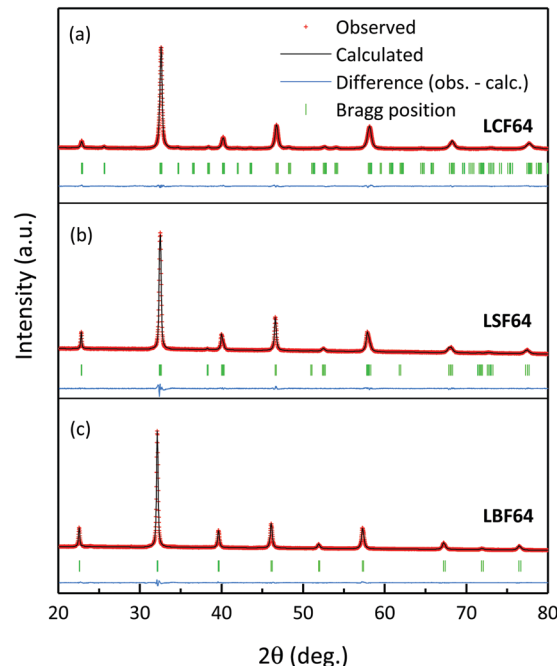 (a)
Observed
Calculated
Difference (obs. - calc.)
Bragg position
LCF64
(b)
LSF64
(c)
LBF64
Intensity (a.u.)
20 30 40 50 60 70 80
2θ (deg.)